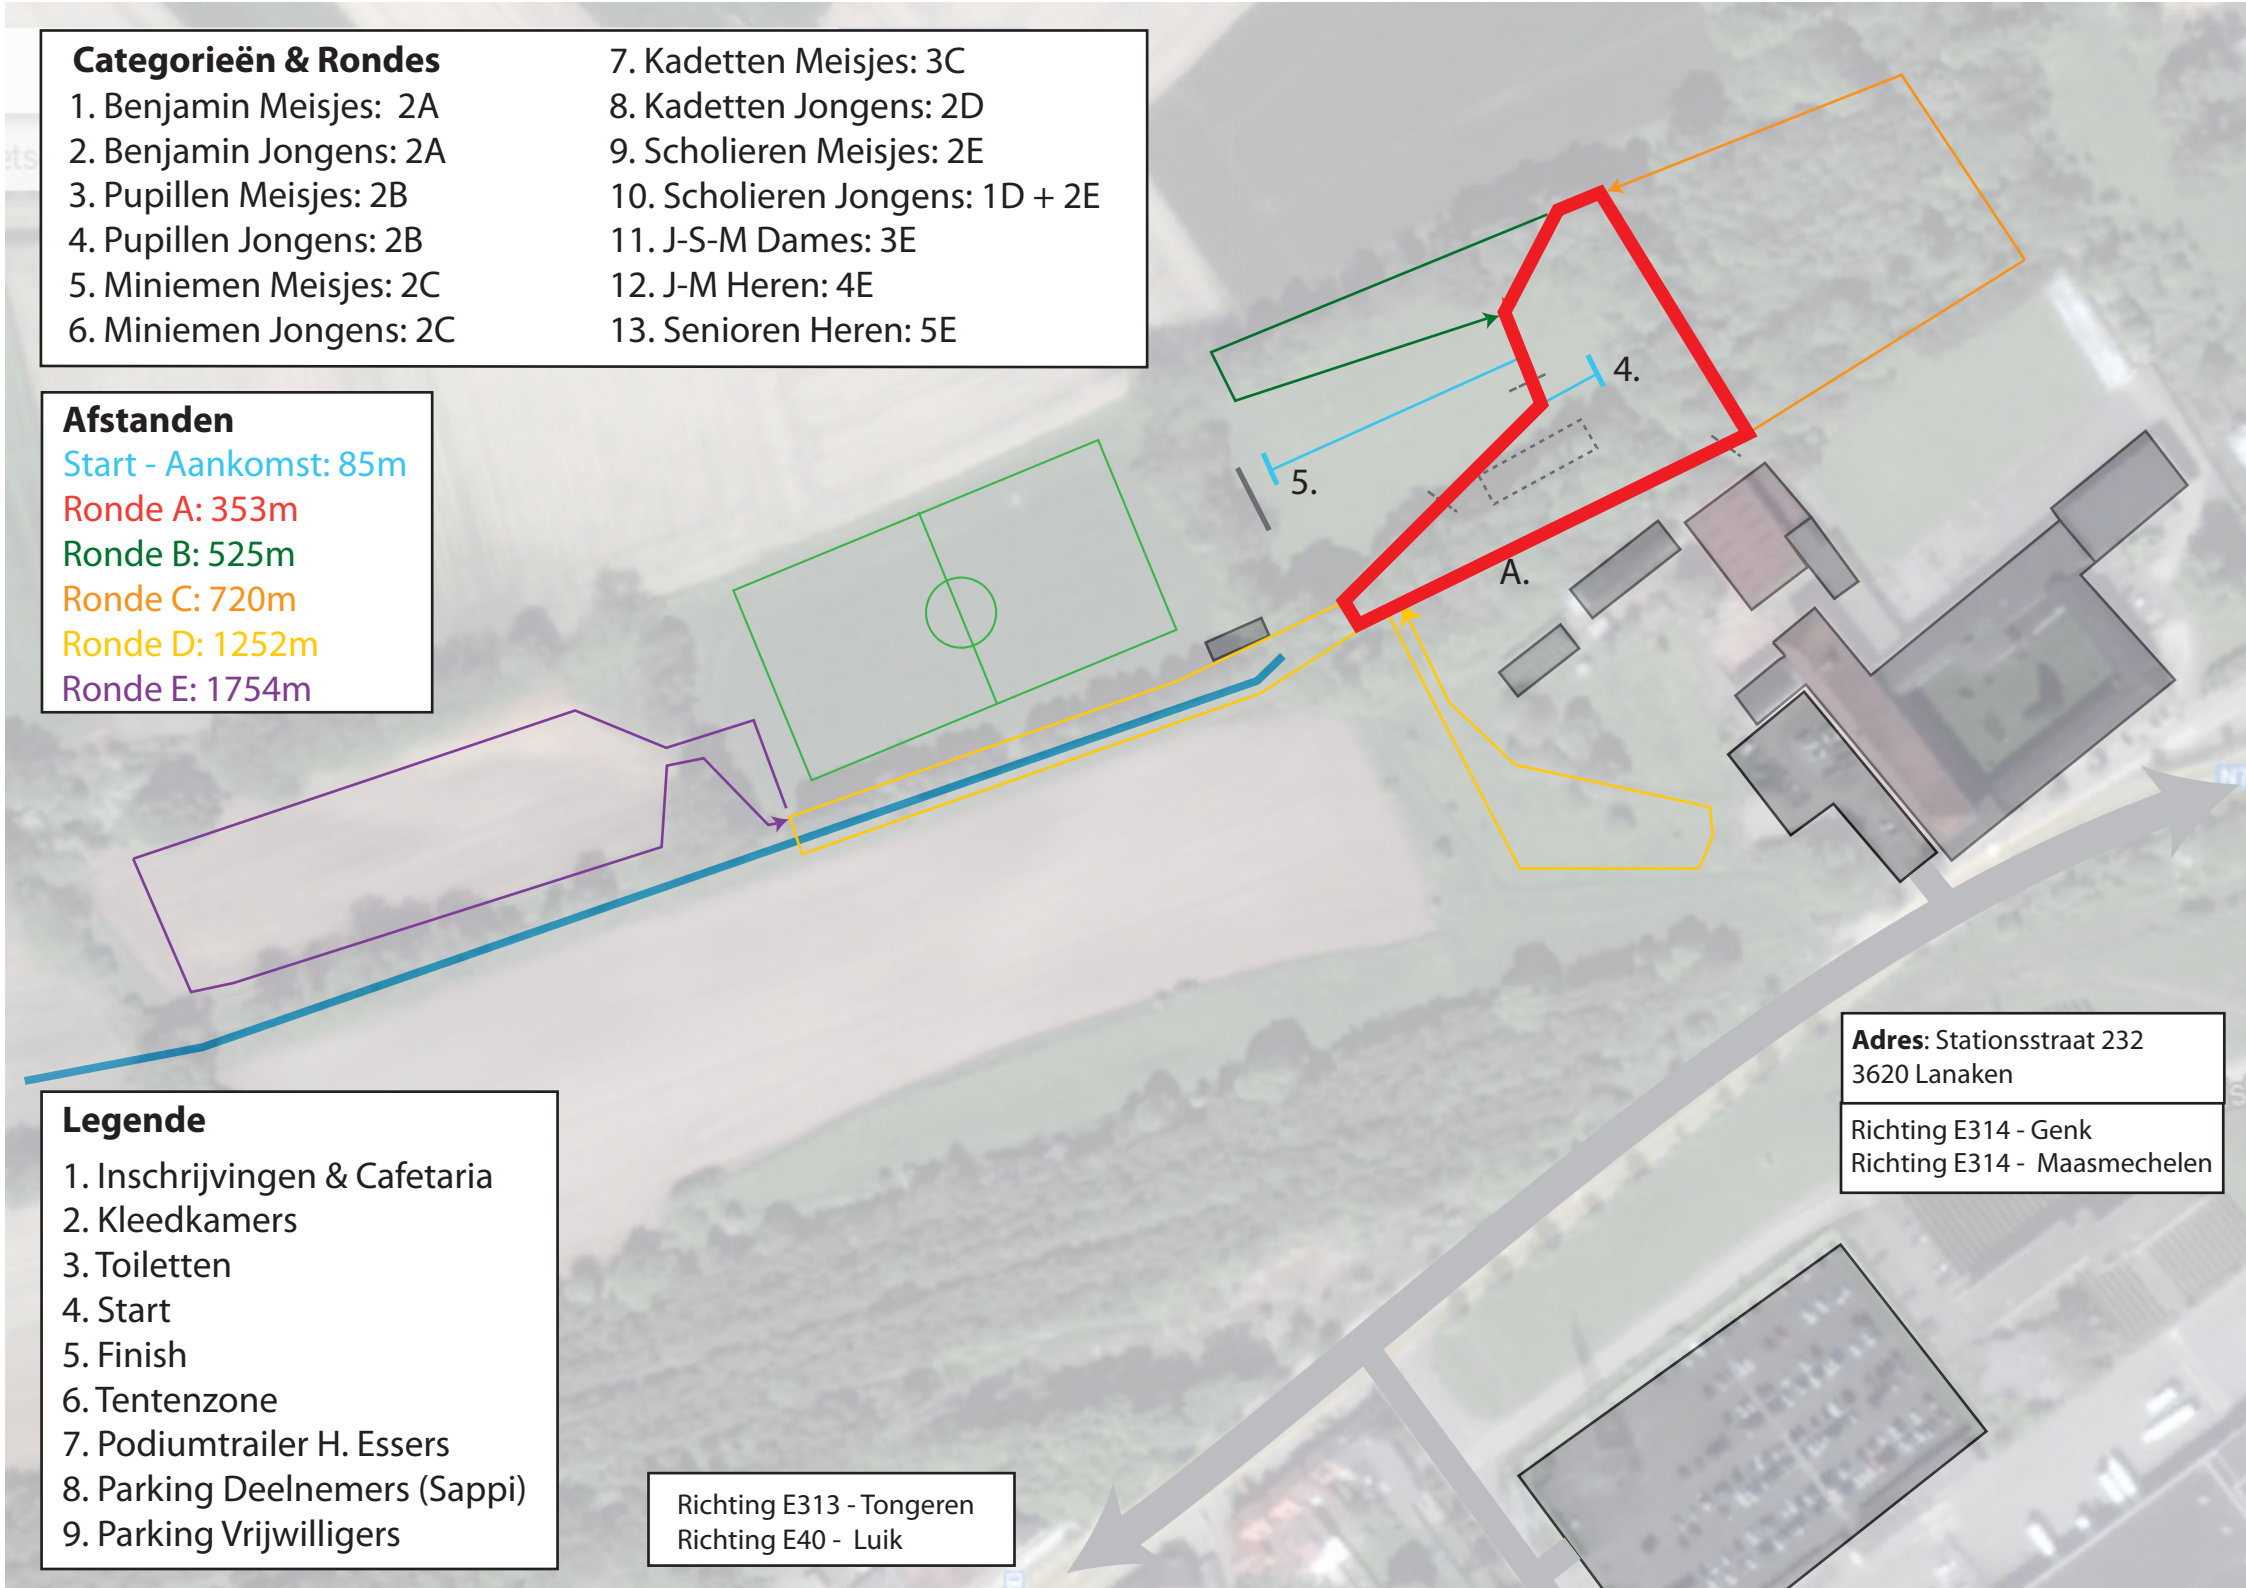 Categorieën & Rondes
1. Benjamin Meisjes: 2A
2. Benjamin Jongens: 2A
3. Pupillen Meisjes: 2B
4. Pupillen Jongens: 2B
5. Miniemen Meisjes: 2C
6. Miniemen Jongens: 2C
7. Kadetten Meisjes: 3C
8. Kadetten Jongens: 2D
9. Scholieren Meisjes: 2E
10. Scholieren Jongens: 1D + 2E
11. J-S-M Dames: 3E
12. J-M Heren: 4E
13. Senioren Heren: 5E
Afstanden
Start - Aankomst: 85m
Ronde A: 353m
Ronde B: 525m
Ronde C: 720m
Ronde D: 1252m
Ronde E: 1754m
4.
5.
A.
Adres: Stationsstraat 232
3620 Lanaken
Richting E314 - Genk
Richting E314 - Maasmechelen
Legende
1. Inschrijvingen & Cafetaria
2. Kleedkamers
3. Toiletten
4. Start
5. Finish
6. Tentenzone
7. Podiumtrailer H. Essers
8. Parking Deelnemers (Sappi)
9. Parking Vrijwilligers
Richting E313 - Tongeren
Richting E40 - Luik